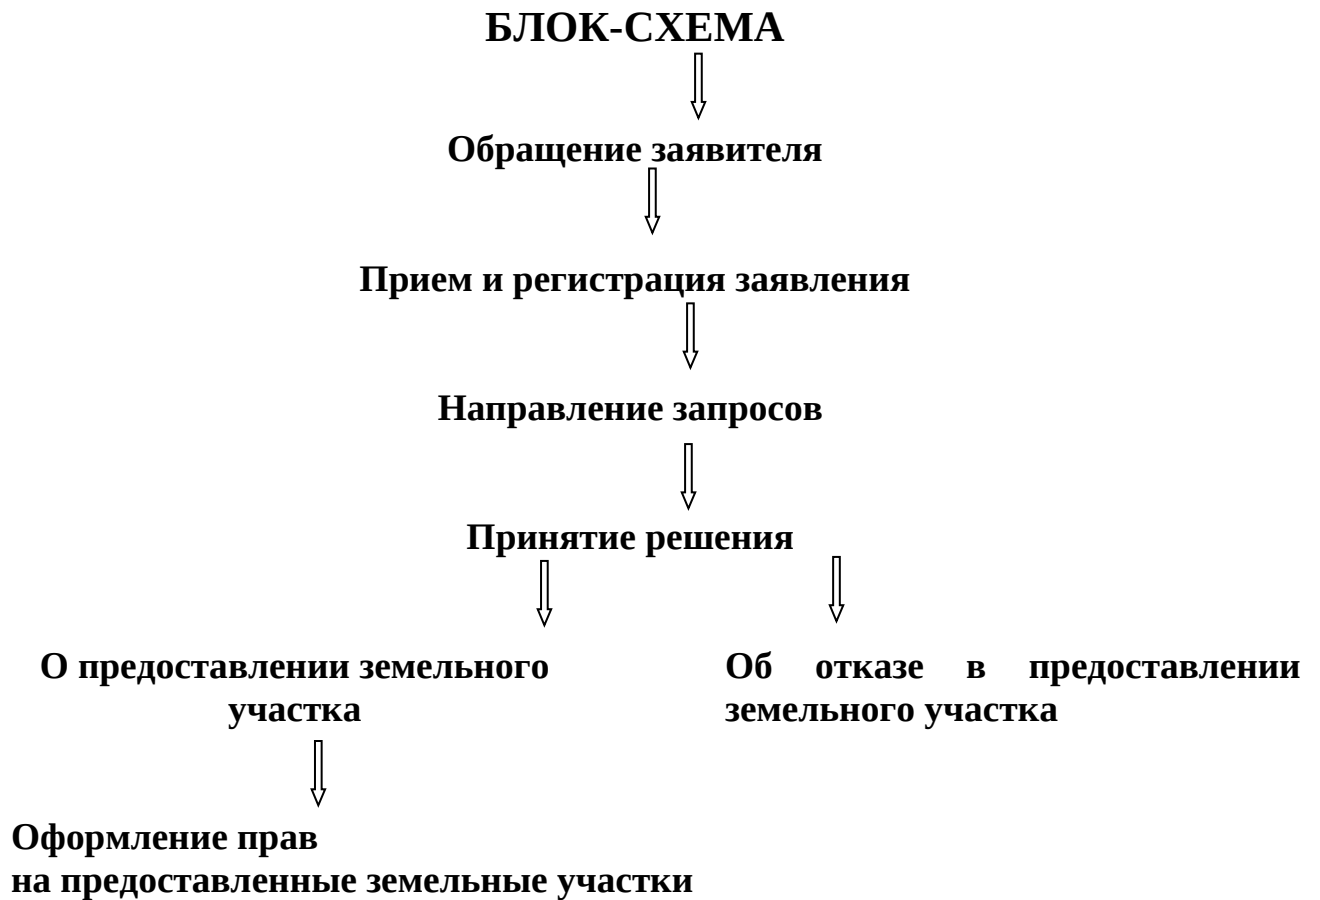 БЛОК-СХЕМА
Обращение заявителя
Прием и регистрация заявления
Направление запросов
Принятие решения
О предоставлении земельного
участка
Об отказе в предоставлении
земельного участка
Оформление прав
на предоставленные земельные участки